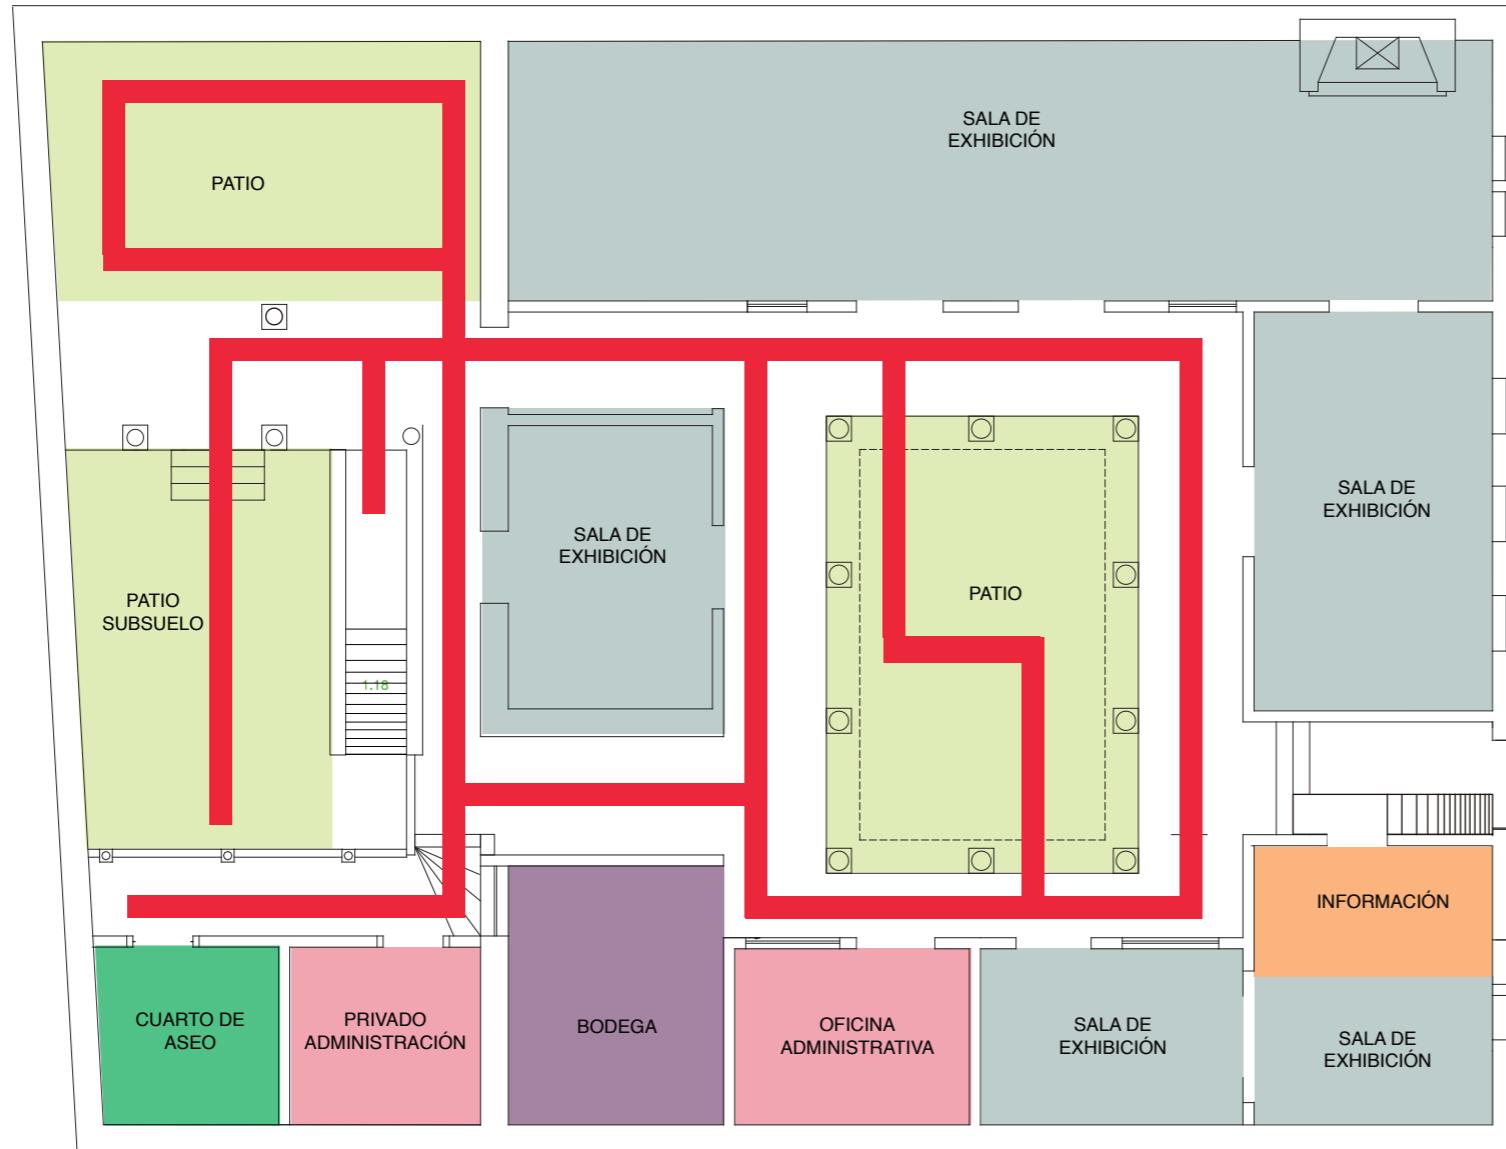 SALA DE
EXHIBICIÓN
PATIO
SALA DE
EXHIBICIÓN
SALA DE
EXHIBICIÓN
PATIO
PATIO
SUBSUELO
1.18
INFORMACIÓN
CUARTO DE
ASEO
PRIVADO
ADMINISTRACIÓN
BODEGA
OFICINA
ADMINISTRATIVA
SALA DE
EXHIBICIÓN
SALA DE
EXHIBICIÓN